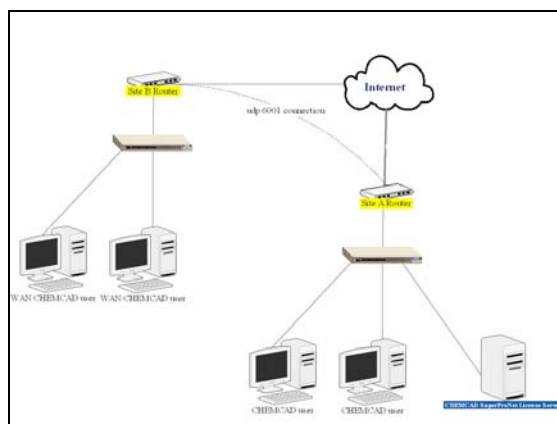 Internet
Site B Router
udp 6001 connection
Site A Router
WAN CHEMCAD user
WAN CHEMCAD user
CHEMCAD user
CHEMCAD user
CHEMCAD SuperProNet License Server